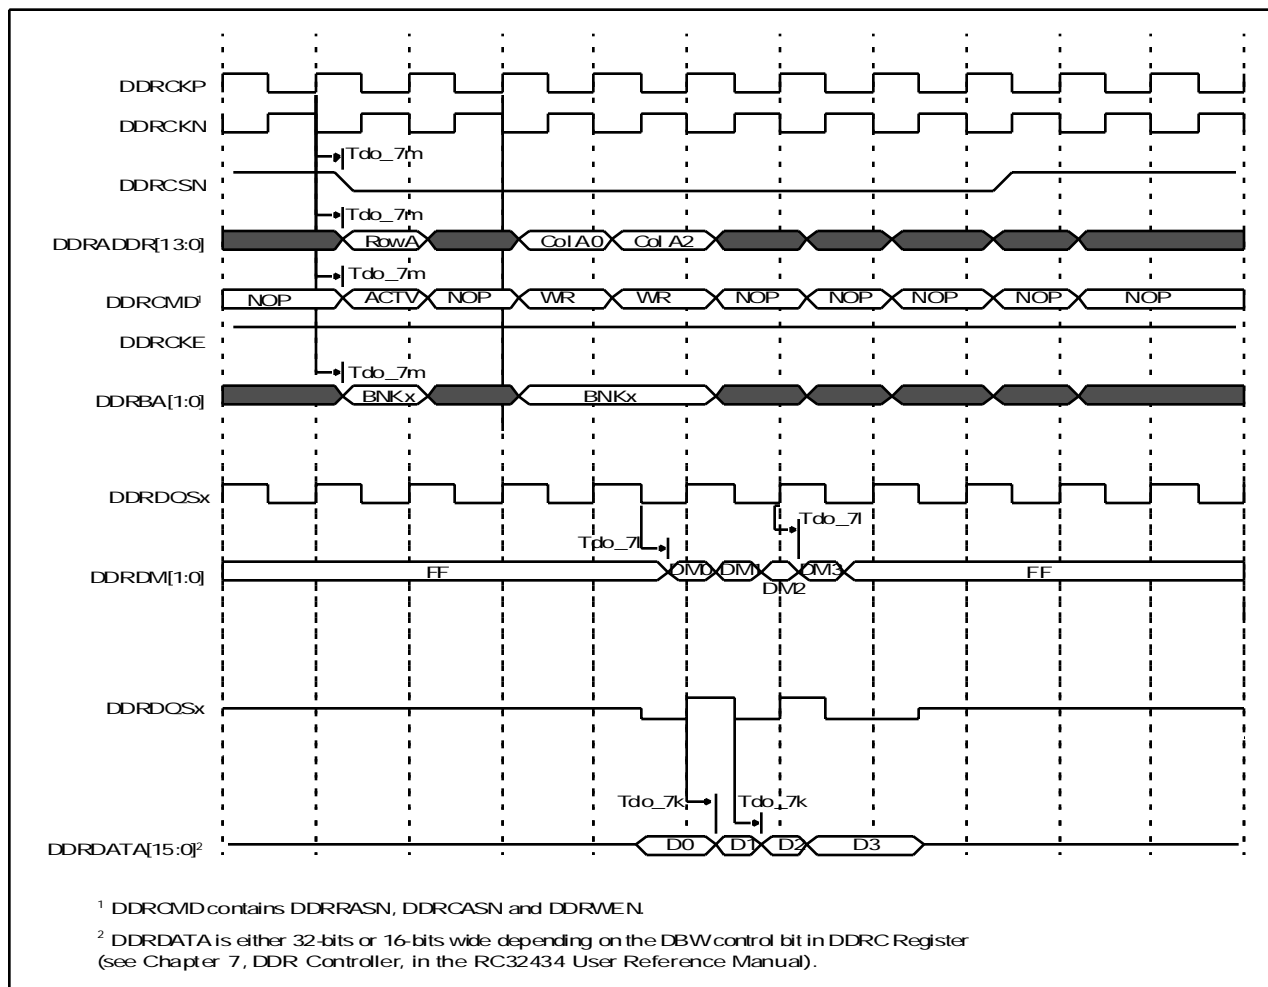 DDRCKP
DDRCKN
Tdo_7m
DDRCSN
Tdo_7m
DDRADDR[13:0] RowA Col A0 Col A2
Tdo_7m
DDRCMD¹ NOP ACTV NOP WR WR NOP NOP NOP NOP NOP
DDRCKE
Tdo_7m
DDRBA[1:0] BNKx BNKx
DDRDQSx
Tdo_7l Tdo_7l
DDRDM[1:0] FF DM0 DM1 DM2 DM3 FF
DDRDQSx
Tdo_7k Tdo_7k
DDRDATA[15:0]² D0 D1 D2 D3
¹ DDRCMD contains DDRRASN, DDRCASN and DDRWEN.
² DDRDATA is either 32-bits or 16-bits wide depending on the DBW control bit in DDRC Register
(see Chapter 7, DDR Controller, in the RC32434 User Reference Manual).